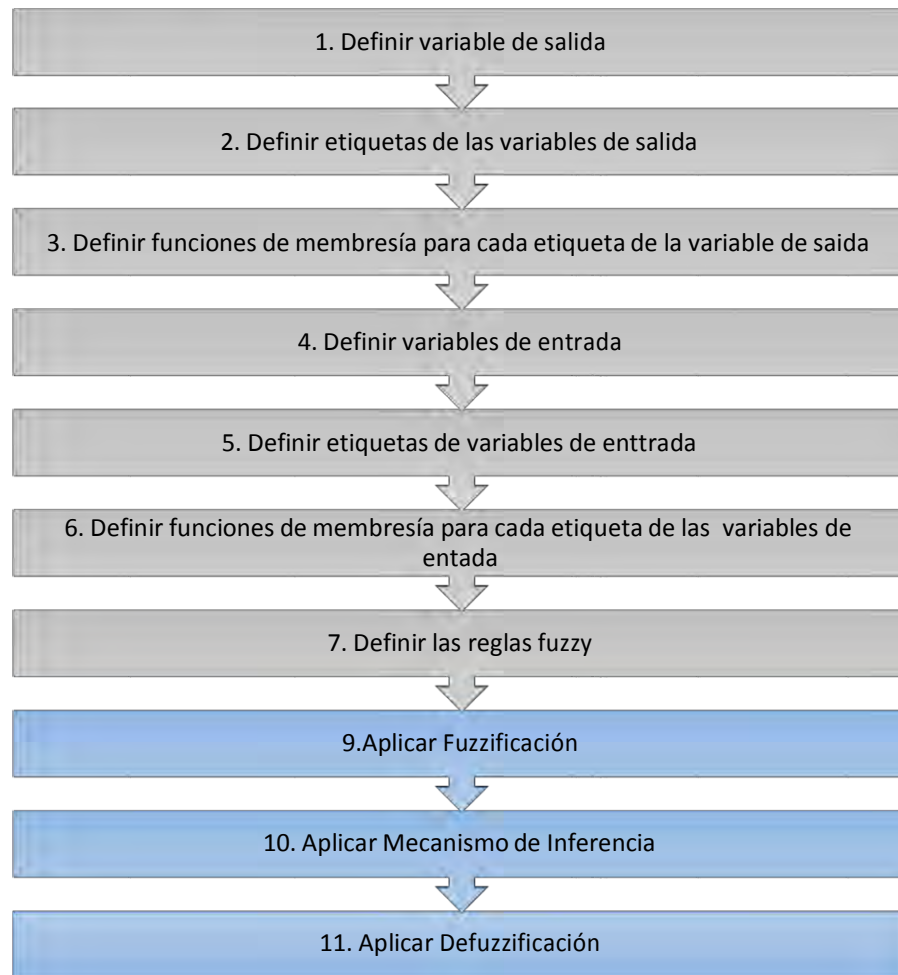 1. Definir variable de salida
2. Definir etiquetas de las variables de salida
3. Definir funciones de membresía para cada etiqueta de la variable de saida
4. Definir variables de entrada
5. Definir etiquetas de variables de enttrada
6. Definir funciones de membresía para cada etiqueta de las variables de
entada
7. Definir las reglas fuzzy
9.Aplicar Fuzzificación
10. Aplicar Mecanismo de Inferencia
11. Aplicar Defuzzificación